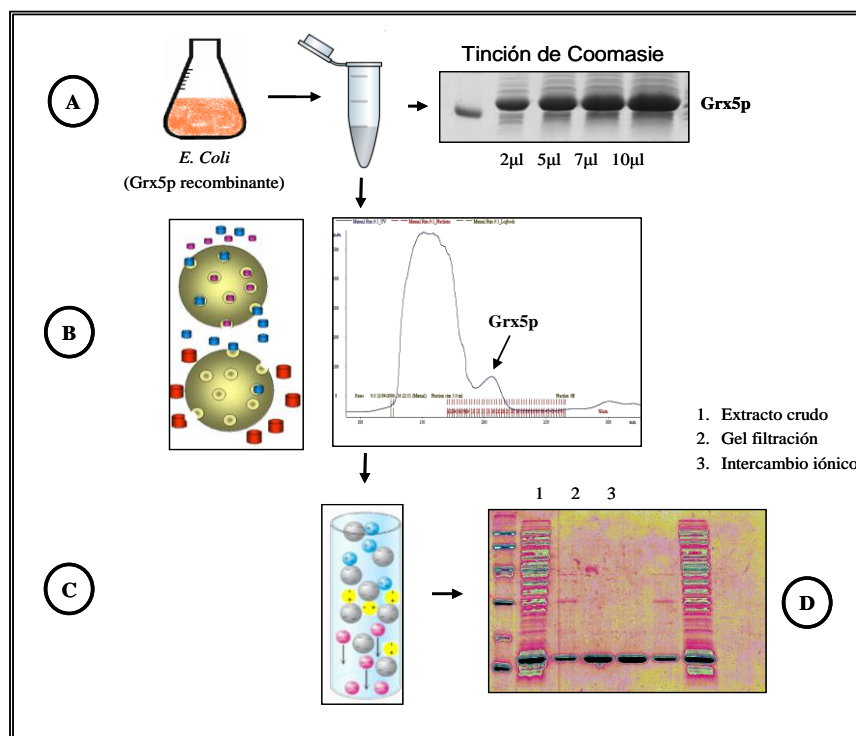 Tinción de Coomasie
A
Grx5p
E. Coli
(Grx5p recombinante)
2µl 5µl 7µl 10µl
B
Grx5p
1. Extracto crudo
2. Gel filtración
3. Intercambio iónico
1 2 3
C
D